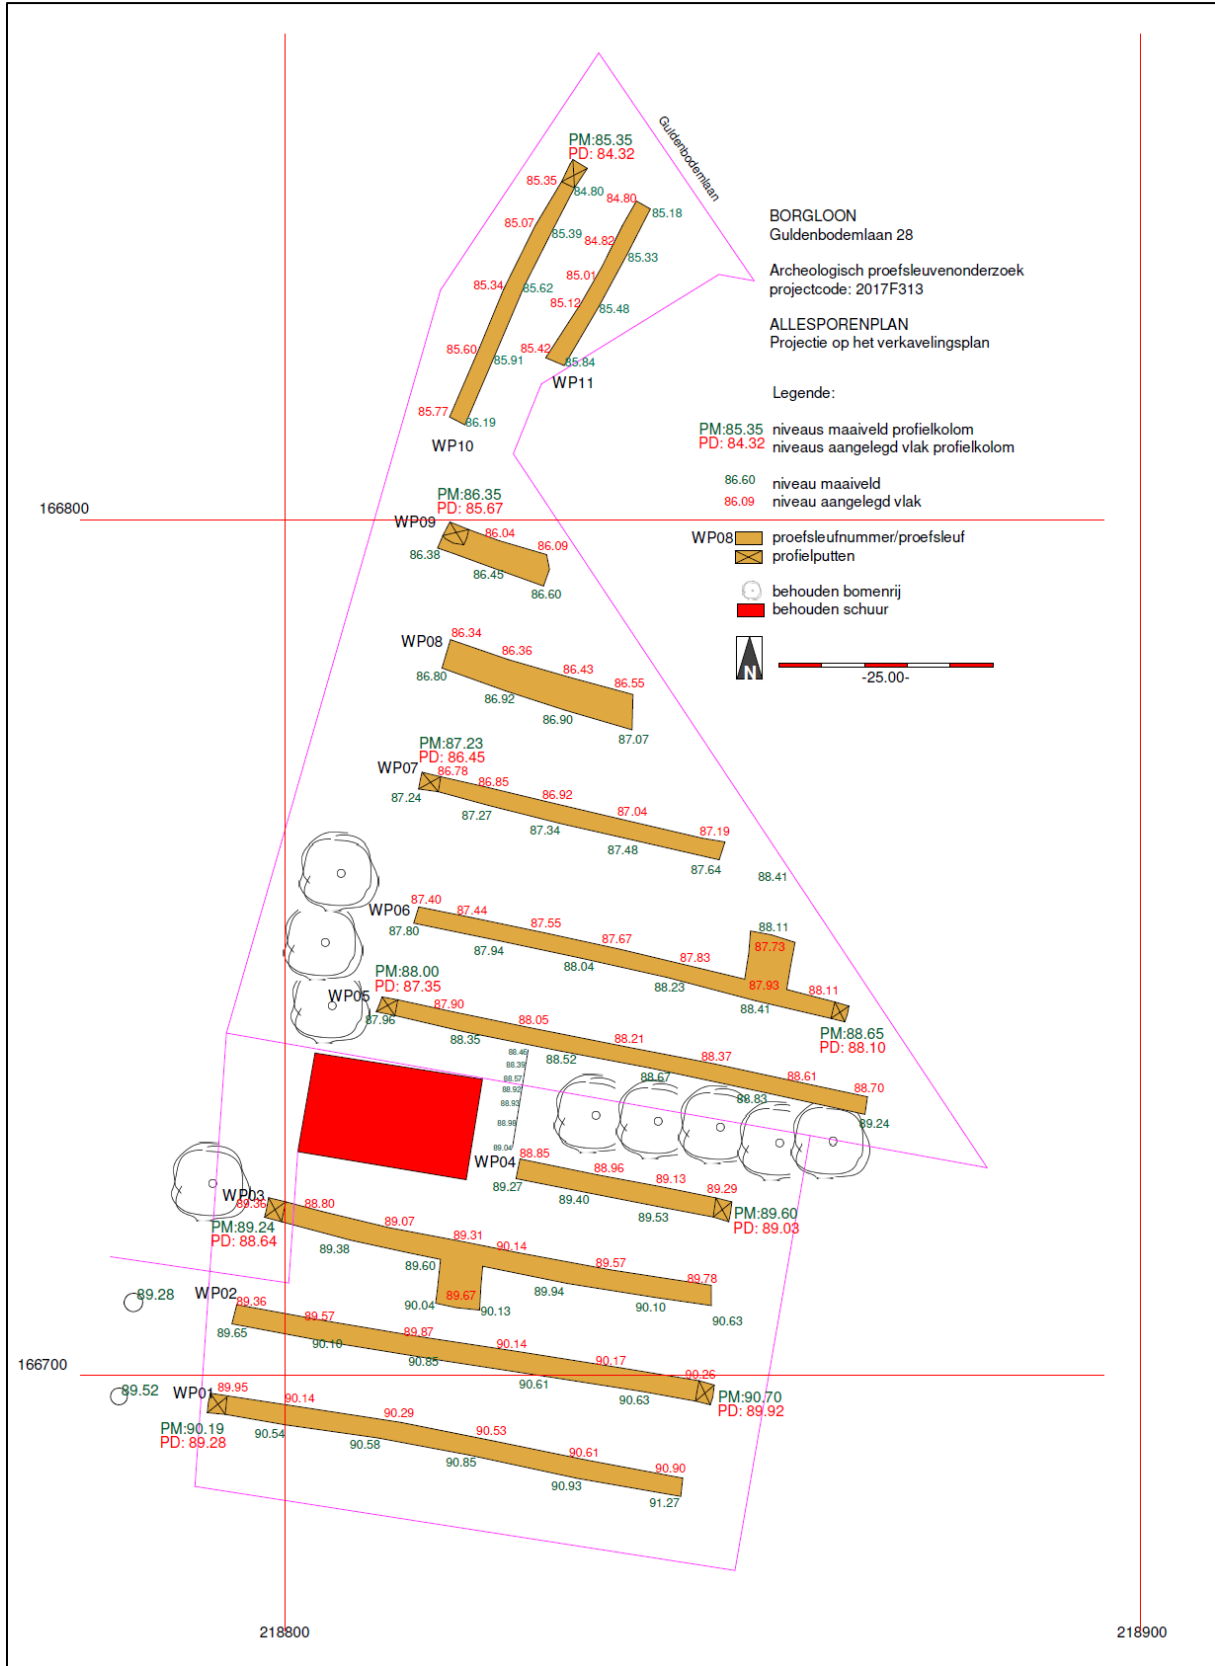 PM:85.35
PD: 84.32
Guldenbodemlaan
85.35
84.80
84.80
85.18
85.07
85.39
84.82
85.33
85.01
85.34
85.62
85.12
85.48
85.60
85.91
85.42
85.84
WP11
85.77
86.19
WP10
BORGLOON
Guldenbodemlaan 28
Archeologisch proefsleuvenonderzoek
projectcode: 2017F313
ALLESPORENPLAN
Projectie op het verkavelingsplan
Legende:
PM:85.35 niveaus maaiveld profielkolom
PD: 84.32 niveaus aangelegd vlak profielkolom
86.60 niveau maaiveld
86.09 niveau aangelegd vlak
WP08 proefsleufnummer/proefsleuf
profielputten
behouden bomenrij
behouden schuur
N
-25.00-
166800
PM:86.35
PD: 85.67
WP09
86.04
86.09
86.38
86.45
86.60
WP08
86.34
86.36
86.43
86.55
86.80
86.92
86.90
87.07
PM:87.23
PD: 86.45
WP07
86.78
86.85
86.92
87.04
87.19
87.24
87.27
87.34
87.48
87.64
88.41
WP06
87.40
87.44
87.55
87.67
87.83
88.11
87.73
87.93
88.11
87.80
87.94
88.04
88.23
88.41
PM:88.65
PD: 88.10
PM:88.00
PD: 87.35
WP05
87.90
88.05
88.21
88.37
88.61
88.70
87.96
88.35
88.52
88.67
88.83
89.24
88.46
88.39
88.57
88.92
88.93
88.98
89.04
WP04
88.85
88.96
89.13
89.29
89.27
89.40
89.53
PM:89.60
PD: 89.03
WP03
89.36
88.80
89.07
89.31
90.14
89.57
89.78
PM:89.24
PD: 88.64
89.38
89.60
89.67
90.04
90.13
89.94
90.10
90.63
89.28
WP02
89.36
89.57
89.87
90.14
90.17
90.26
89.65
90.10
90.85
90.61
90.63
PM:90.70
PD: 89.92
166700
89.52
WP01
89.95
90.14
90.29
90.53
90.61
90.90
PM:90.19
PD: 89.28
90.54
90.58
90.85
90.93
91.27
218800
218900